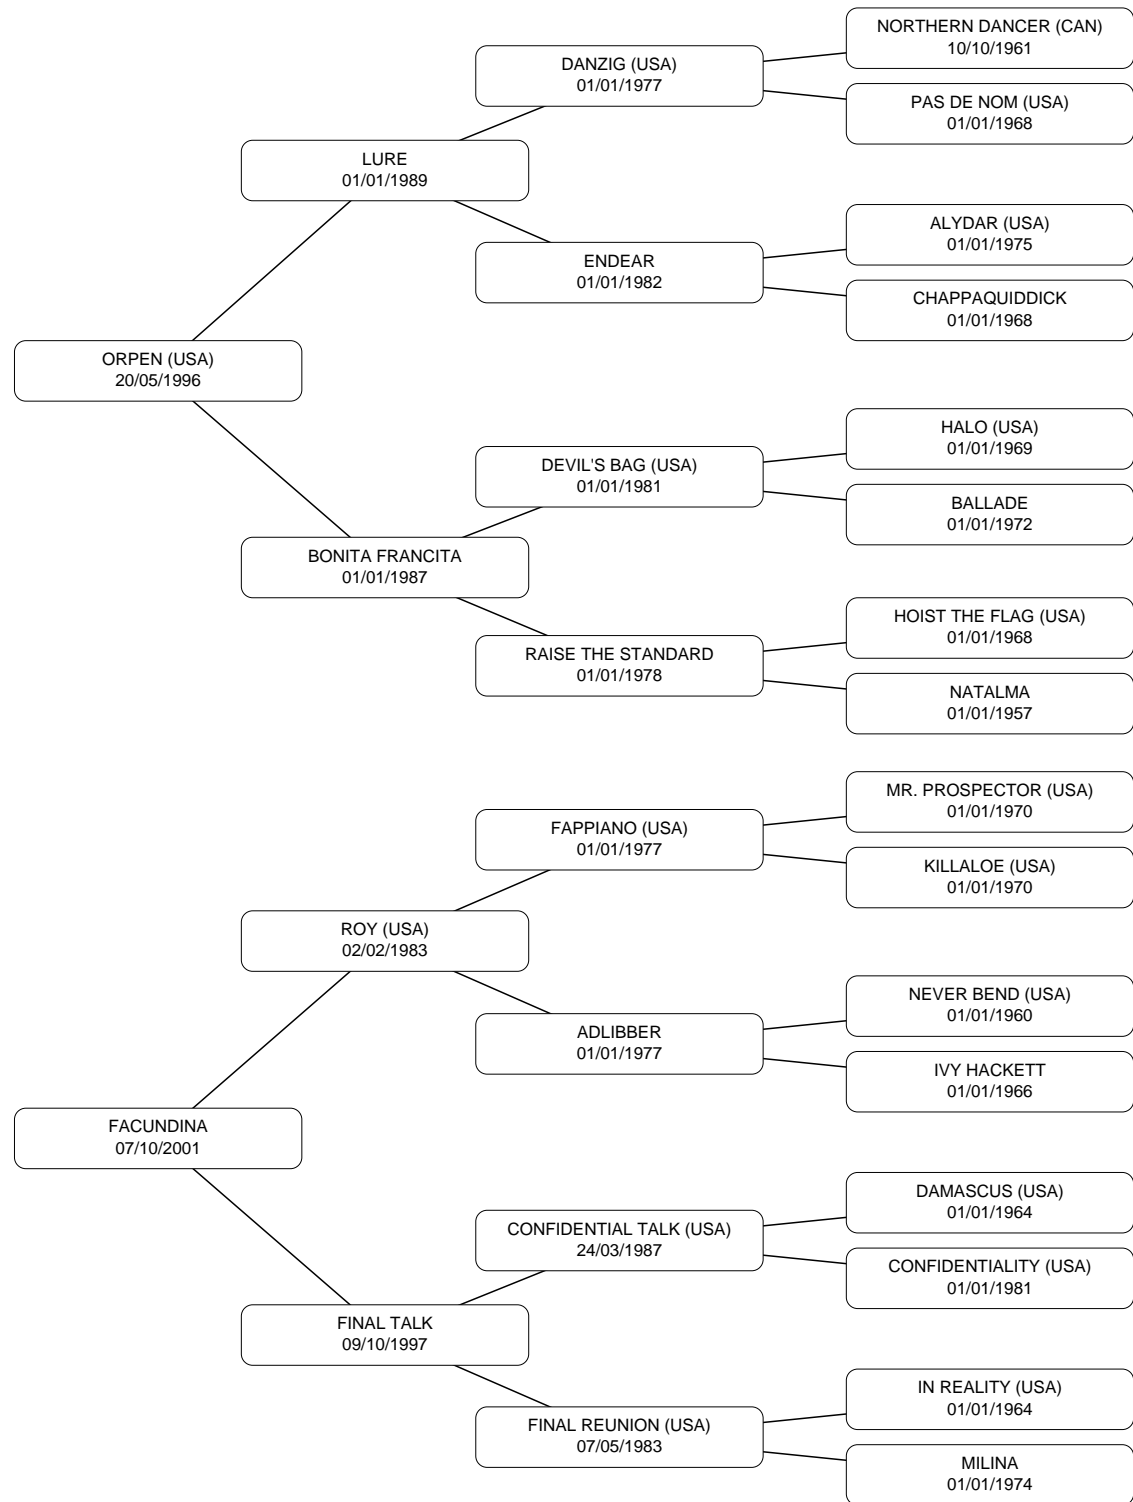 NORTHERN DANCER (CAN)
10/10/1961
DANZIG (USA)
01/01/1977
PAS DE NOM (USA)
01/01/1968
LURE
01/01/1989
ALYDAR (USA)
01/01/1975
ENDEAR
01/01/1982
CHAPPAQUIDDICK
01/01/1968
ORPEN (USA)
20/05/1996
HALO (USA)
01/01/1969
DEVIL'S BAG (USA)
01/01/1981
BALLADE
01/01/1972
BONITA FRANCITA
01/01/1987
HOIST THE FLAG (USA)
01/01/1968
RAISE THE STANDARD
01/01/1978
NATALMA
01/01/1957
MR. PROSPECTOR (USA)
01/01/1970
FAPPIANO (USA)
01/01/1977
KILLALOE (USA)
01/01/1970
ROY (USA)
02/02/1983
NEVER BEND (USA)
01/01/1960
ADLIBBER
01/01/1977
IVY HACKETT
01/01/1966
FACUNDINA
07/10/2001
DAMASCUS (USA)
01/01/1964
CONFIDENTIAL TALK (USA)
24/03/1987
CONFIDENTIALITY (USA)
01/01/1981
FINAL TALK
09/10/1997
IN REALITY (USA)
01/01/1964
FINAL REUNION (USA)
07/05/1983
MILINA
01/01/1974